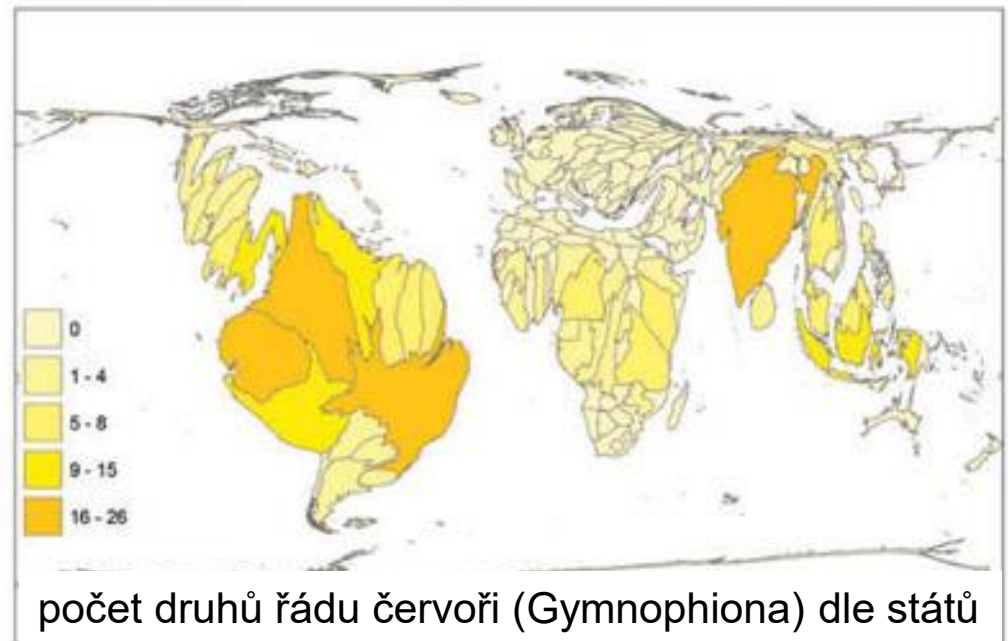 0
1 - 4
5 - 8
9 - 15
16 - 26
počet druhů řádu červoři (Gymnophiona) dle států